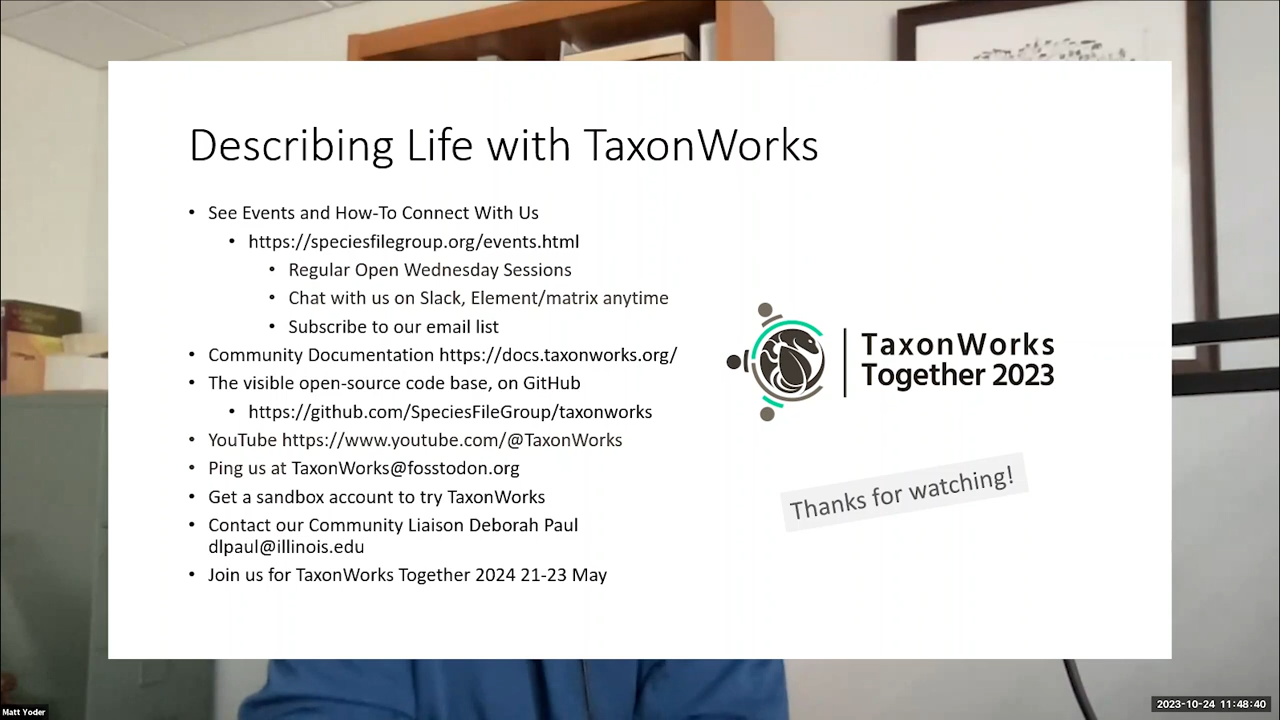 Describing Life with TaxonWorks
• See Events and How-To Connect With Us
• https://speciesfilegroup.org/events.html
• Regular Open Wednesday Sessions
• Chat with us on Slack, Element/matrix anytime
• Subscribe to our email list
• Community Documentation https://docs.taxonworks.org/
• The visible open-source code base, on GitHub
• https://github.com/SpeciesFileGroup/taxonworks
• YouTube https://www.youtube.com/@TaxonWorks
• Ping us at TaxonWorks@fosstodon.org
• Get a sandbox account to try TaxonWorks
• Contact our Community Liaison Deborah Paul
dlpaul@illinois.edu
• Join us for TaxonWorks Together 2024 21-23 May
TaxonWorks
Together 2023
Thanks for watching!
Matt Yoder
2023-10-24 11:48:40